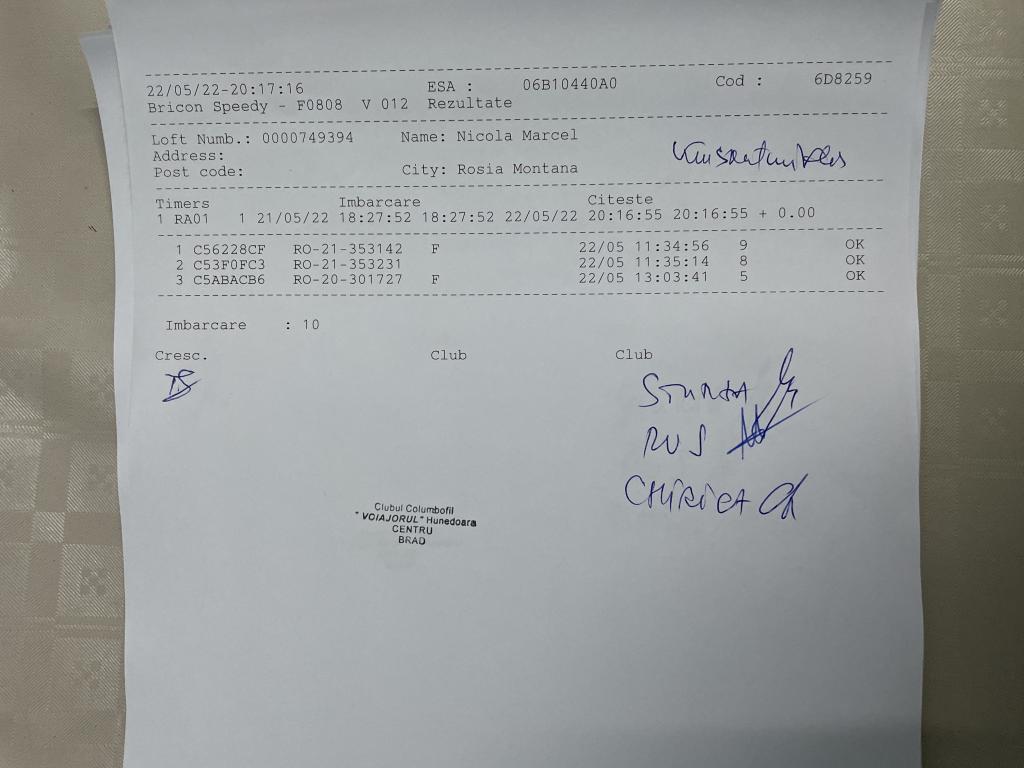 22/05/22-20:17:16 ESA : 06B10440A0 Cod : 6D8259
Bricon Speedy - F0808 V 012 Rezultate
Loft Numb.: 0000749394 Name: Nicola Marcel
Address:
Post code: City: Rosia Montana
Timers Imbarcare Citeste
1 RA01 1 21/05/22 18:27:52 18:27:52 22/05/22 20:16:55 20:16:55 + 0.00
1 C56228CF RO-21-353142 F 22/05 11:34:56 9 OK
2 C53F0FC3 RO-21-353231 22/05 11:35:14 8 OK
3 C5ABACB6 RO-20-301727 F 22/05 13:03:41 5 OK
Imbarcare : 10
Cresc. Club Club
RUS
Clubul Columbofil
"VOIAJORUL" Hunedoara
CENTRU
BRAD